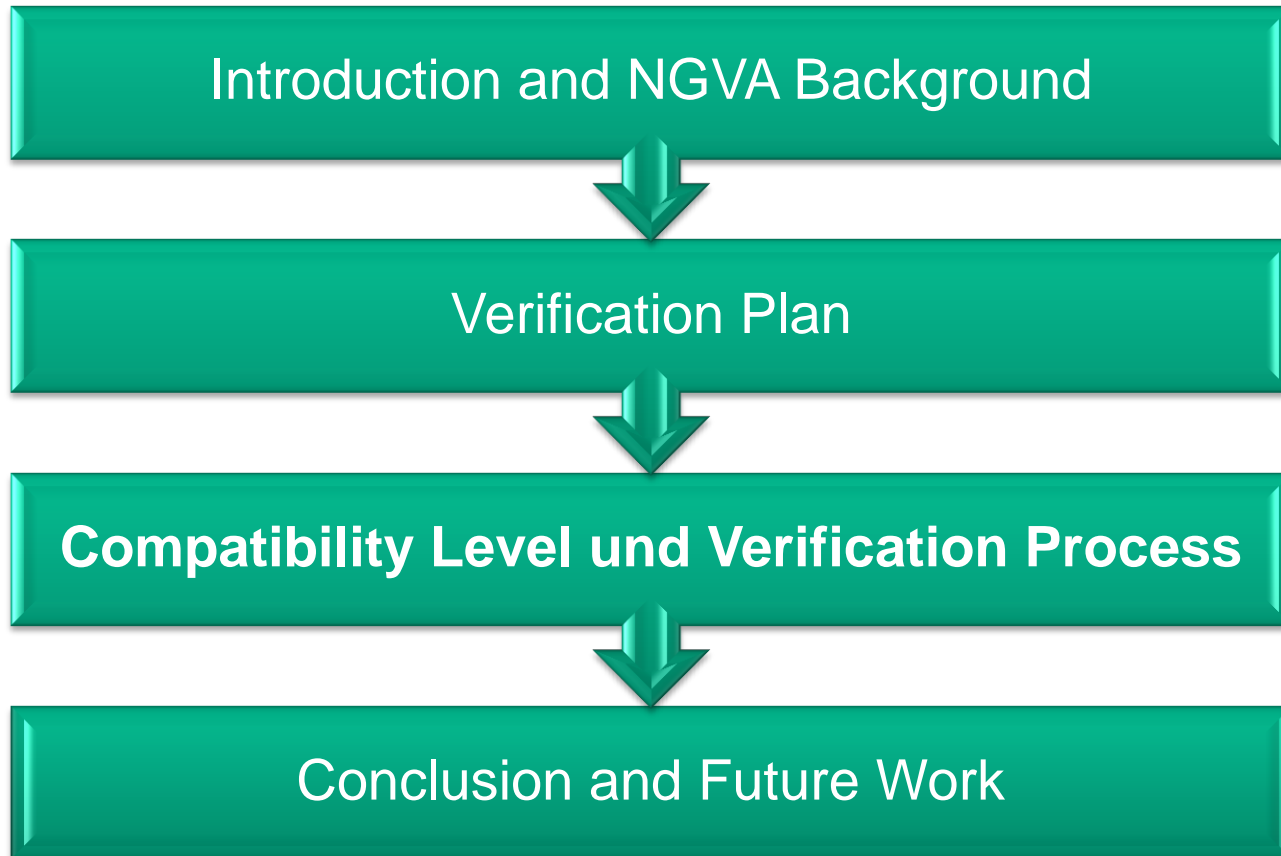 Introduction and NGVA Background
Verification Plan
Compatibility Level und Verification Process
Conclusion and Future Work